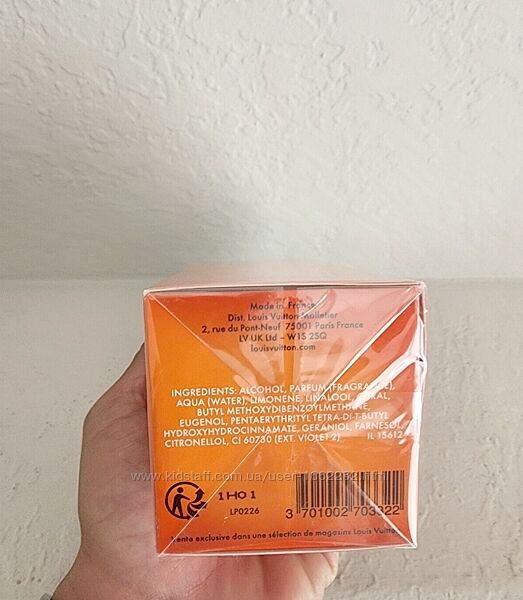 Made in France
Dist. Louis Vuitton Malletier
2, rue du Pont-Neuf 75001 Paris France
LV UK Ltd – W1S 2SQ
louisvuitton.com
INGREDIENTS: ALCOHOL, PARFUM (FRAGRANCE),
AQUA (WATER), LIMONENE, LINALOOL, CITRAL,
BUTYL METHOXYDIBENZOYLMETHANE,
EUGENOL, PENTAERYTHRITYL TETRA-DI-T-BUTYL
HYDROXYHYDROCINNAMATE, GERANIOL, FARNESOL,
CITRONELLOL, CI 60730 (EXT. VIOLET 2) IL 15612
1HO1
LP0226
3 701002 703322
Vente exclusive dans une sélection de magasins Louis Vuitton